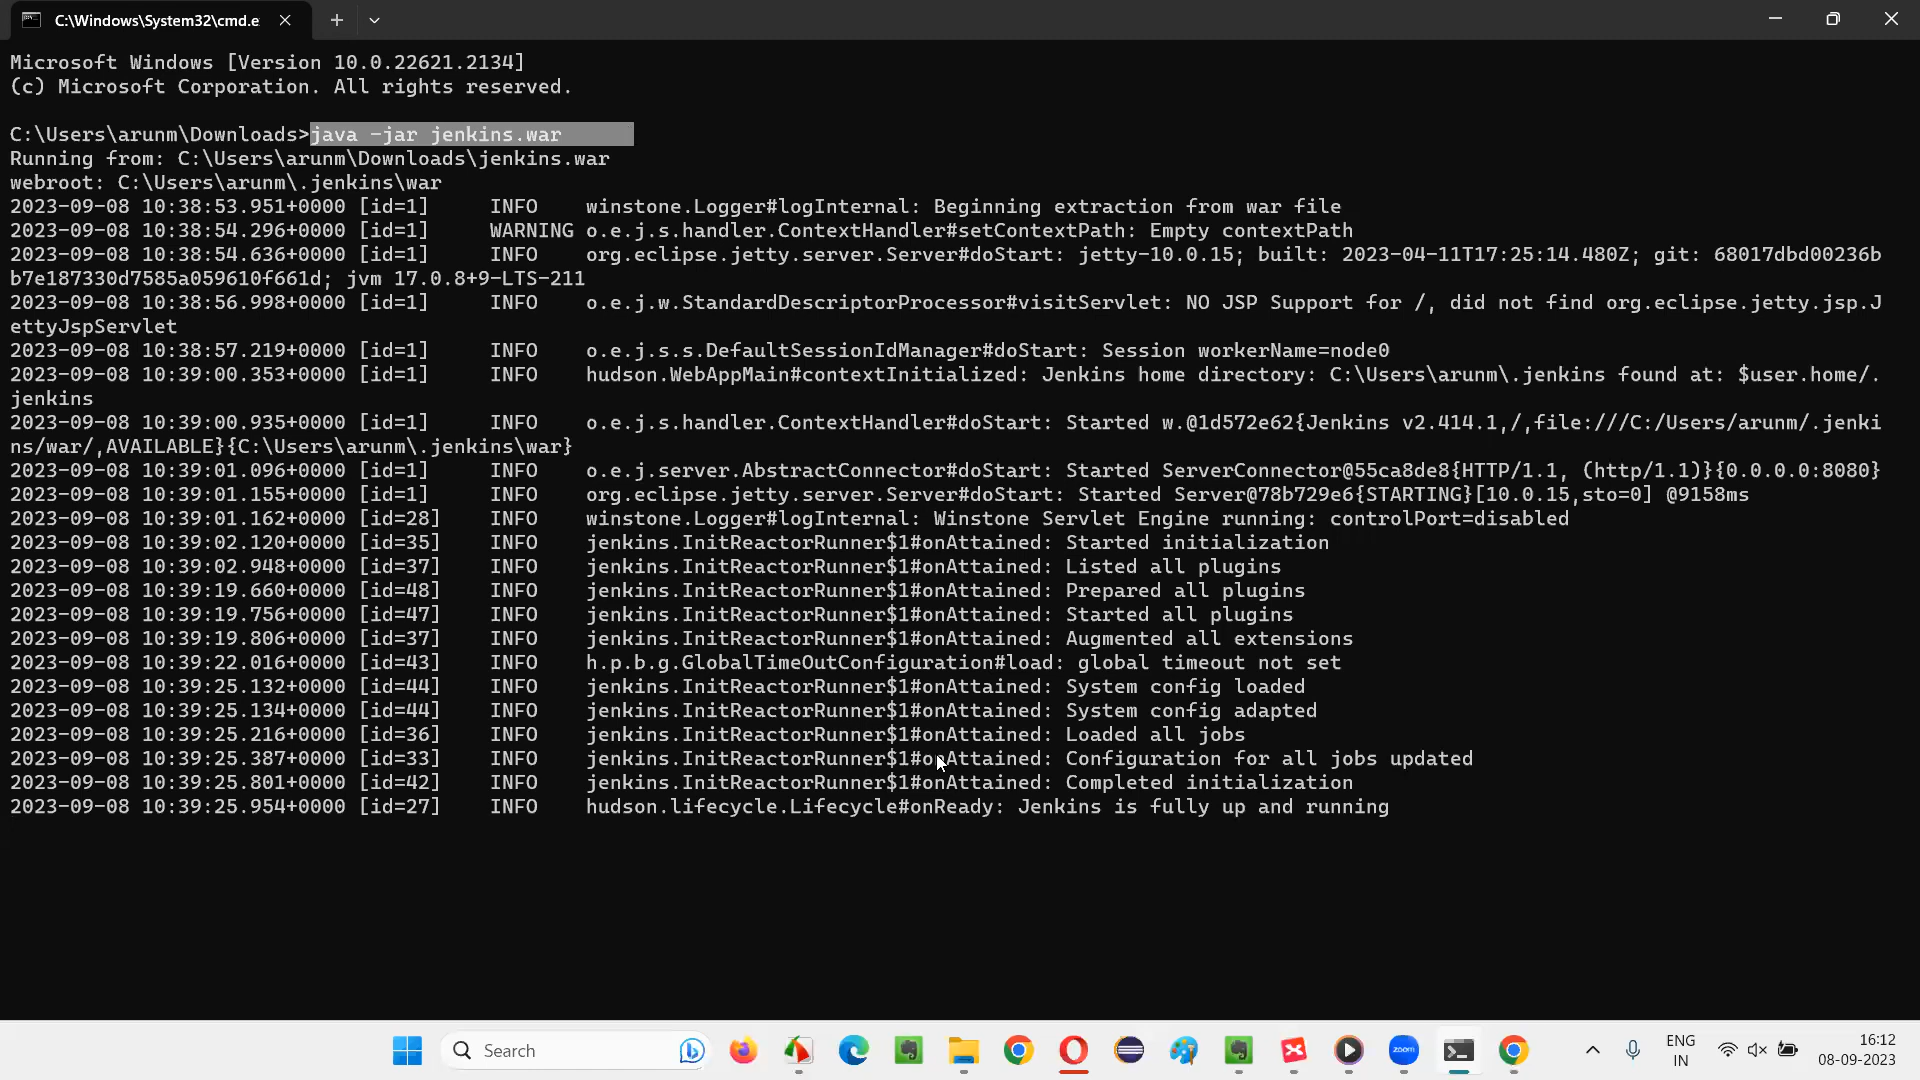 C:\Windows\System32\cmd.e
Microsoft Windows [Version 10.0.22621.2134]
(c) Microsoft Corporation. All rights reserved.
C:\Users\arunm\Downloads>java -jar jenkins.war
Running from: C:\Users\arunm\Downloads\jenkins.war
webroot: C:\Users\arunm\.jenkins\war
2023-09-08 10:38:53.951+0000 [id=1] INFO winstone.Logger#logInternal: Beginning extraction from war file
2023-09-08 10:38:54.296+0000 [id=1] WARNING o.e.j.s.handler.ContextHandler#setContextPath: Empty contextPath
2023-09-08 10:38:54.636+0000 [id=1] INFO org.eclipse.jetty.server.Server#doStart: jetty-10.0.15; built: 2023-04-11T17:25:14.480Z; git: 68017dbd00236b
b7e187330d7585a059610f661d; jvm 17.0.8+9-LTS-211
2023-09-08 10:38:56.998+0000 [id=1] INFO o.e.j.w.StandardDescriptorProcessor#visitServlet: NO JSP Support for /, did not find org.eclipse.jetty.jsp.J
ettyJspServlet
2023-09-08 10:38:57.219+0000 [id=1] INFO o.e.j.s.s.DefaultSessionIdManager#doStart: Session workerName=node0
2023-09-08 10:39:00.353+0000 [id=1] INFO hudson.WebAppMain#contextInitialized: Jenkins home directory: C:\Users\arunm\.jenkins found at: $user.home/.
jenkins
2023-09-08 10:39:00.935+0000 [id=1] INFO o.e.j.s.handler.ContextHandler#doStart: Started w.@1d572e62{Jenkins v2.414.1,/,file:///C:/Users/arunm/.jenki
ns/war/,AVAILABLE}{C:\Users\arunm\.jenkins\war}
2023-09-08 10:39:01.096+0000 [id=1] INFO o.e.j.server.AbstractConnector#doStart: Started ServerConnector@55ca8de8{HTTP/1.1, (http/1.1)}{0.0.0.0:8080}
2023-09-08 10:39:01.155+0000 [id=1] INFO org.eclipse.jetty.server.Server#doStart: Started Server@78b729e6{STARTING}[10.0.15,sto=0] @9158ms
2023-09-08 10:39:01.162+0000 [id=28] INFO winstone.Logger#logInternal: Winstone Servlet Engine running: controlPort=disabled
2023-09-08 10:39:02.120+0000 [id=35] INFO jenkins.InitReactorRunner$1#onAttained: Started initialization
2023-09-08 10:39:02.948+0000 [id=37] INFO jenkins.InitReactorRunner$1#onAttained: Listed all plugins
2023-09-08 10:39:19.660+0000 [id=48] INFO jenkins.InitReactorRunner$1#onAttained: Prepared all plugins
2023-09-08 10:39:19.756+0000 [id=47] INFO jenkins.InitReactorRunner$1#onAttained: Started all plugins
2023-09-08 10:39:19.806+0000 [id=37] INFO jenkins.InitReactorRunner$1#onAttained: Augmented all extensions
2023-09-08 10:39:22.016+0000 [id=43] INFO h.p.b.g.GlobalTimeOutConfiguration#load: global timeout not set
2023-09-08 10:39:25.132+0000 [id=44] INFO jenkins.InitReactorRunner$1#onAttained: System config loaded
2023-09-08 10:39:25.134+0000 [id=44] INFO jenkins.InitReactorRunner$1#onAttained: System config adapted
2023-09-08 10:39:25.216+0000 [id=36] INFO jenkins.InitReactorRunner$1#onAttained: Loaded all jobs
2023-09-08 10:39:25.387+0000 [id=33] INFO jenkins.InitReactorRunner$1#onAttained: Configuration for all jobs updated
2023-09-08 10:39:25.801+0000 [id=42] INFO jenkins.InitReactorRunner$1#onAttained: Completed initialization
2023-09-08 10:39:25.954+0000 [id=27] INFO hudson.lifecycle.Lifecycle#onReady: Jenkins is fully up and running
Search
zoom
ENG
IN
16:12
08-09-2023